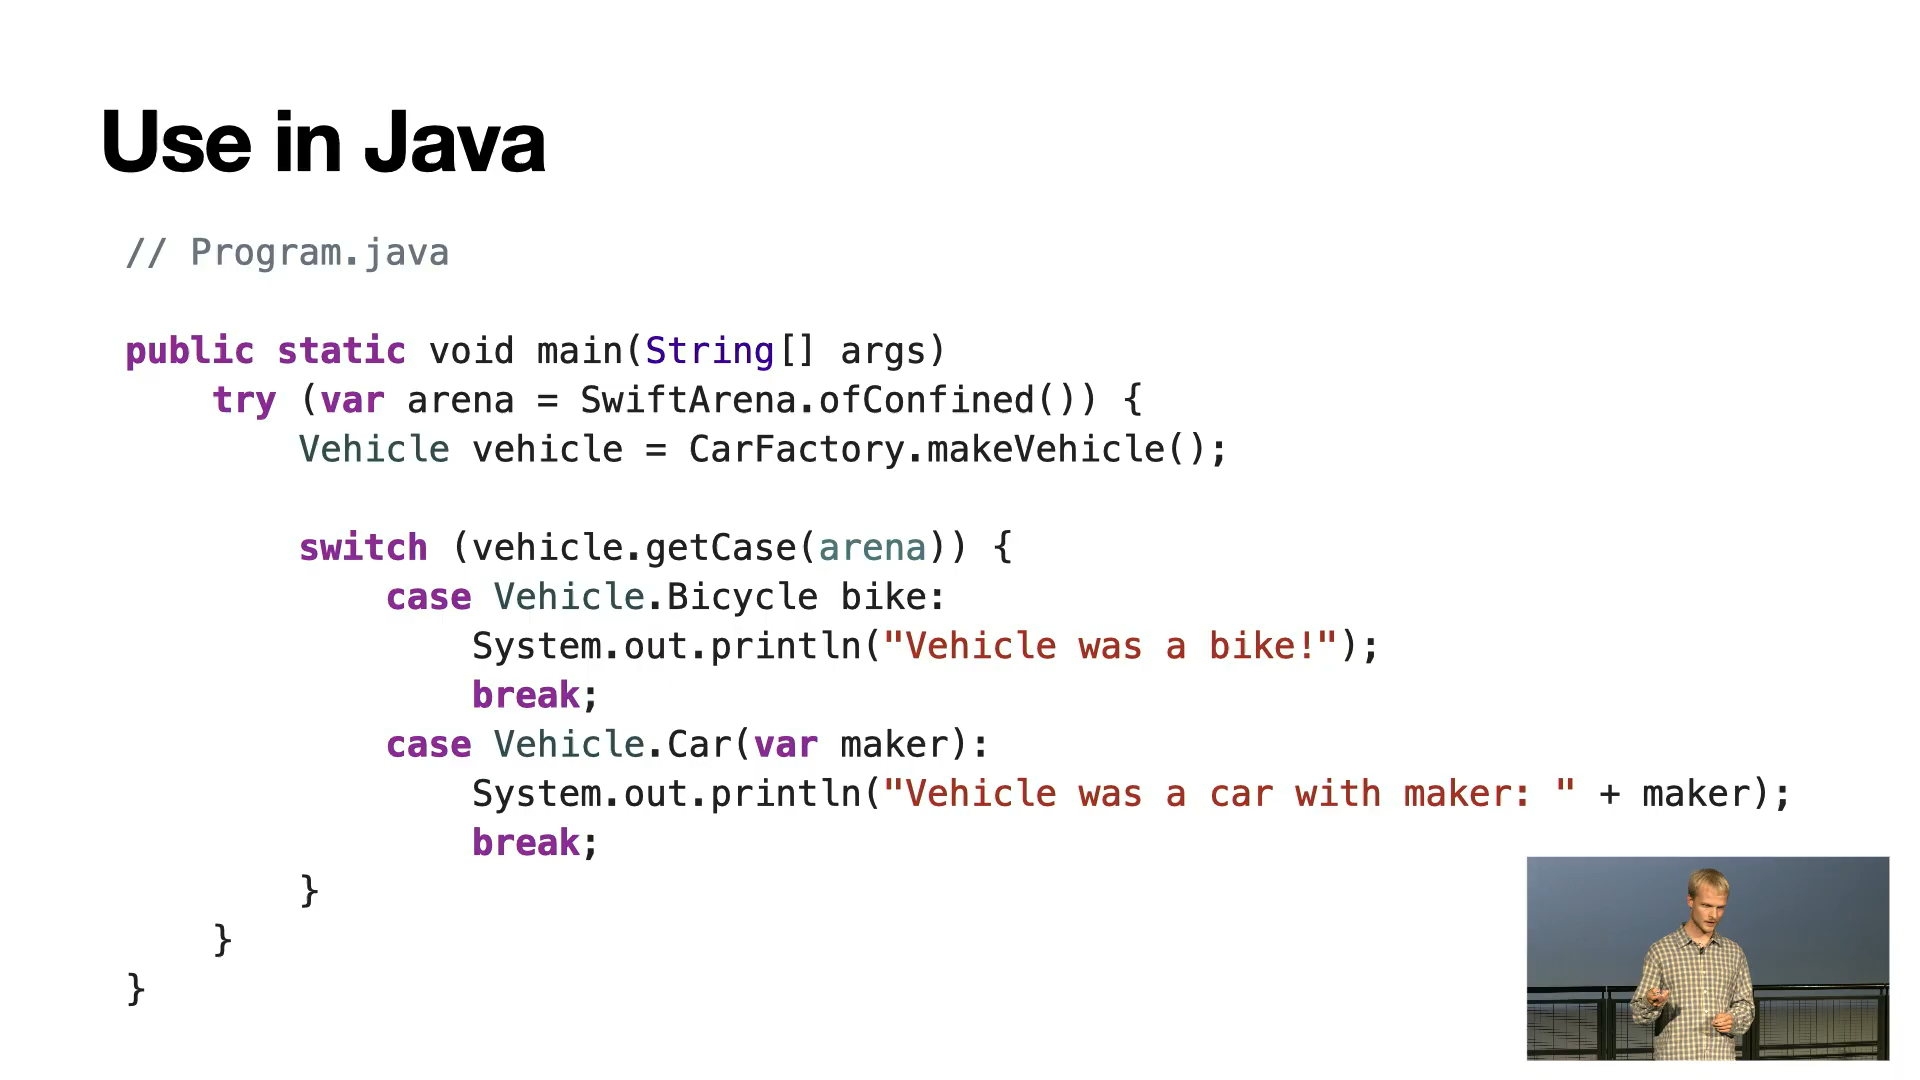 Use in Java
// Program.java
public static void main(String[] args)
try (var arena = SwiftArena.ofConfined()) {
Vehicle vehicle = CarFactory.makeVehicle();
switch (vehicle.getCase(arena)) {
case Vehicle.Bicycle bike:
System.out.println("Vehicle was a bike!");
break;
case Vehicle.Car(var maker):
System.out.println("Vehicle was a car with maker: " + maker);
break;
}
}
}